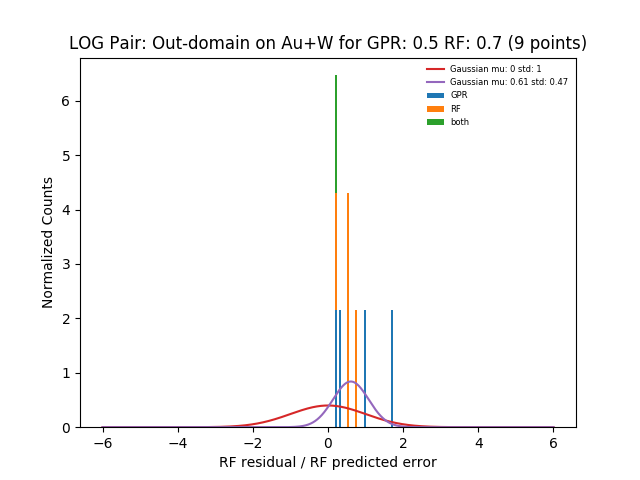 LOG Pair: Out-domain on Au+W for GPR: 0.5 RF: 0.7 (9 points)
Gaussian mu: 0 std: 1
Gaussian mu: 0.61 std: 0.47
GPR
RF
both
Normalized Counts
6
5
4
3
2
1
0
−6 −4 −2 0 2 4 6
RF residual / RF predicted error